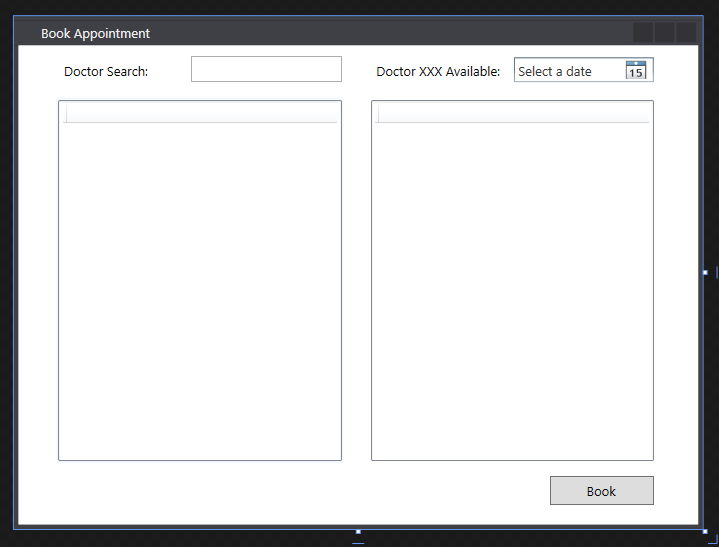 Book Appointment
Doctor Search:
Doctor XXX Available: Select a date 15
Book